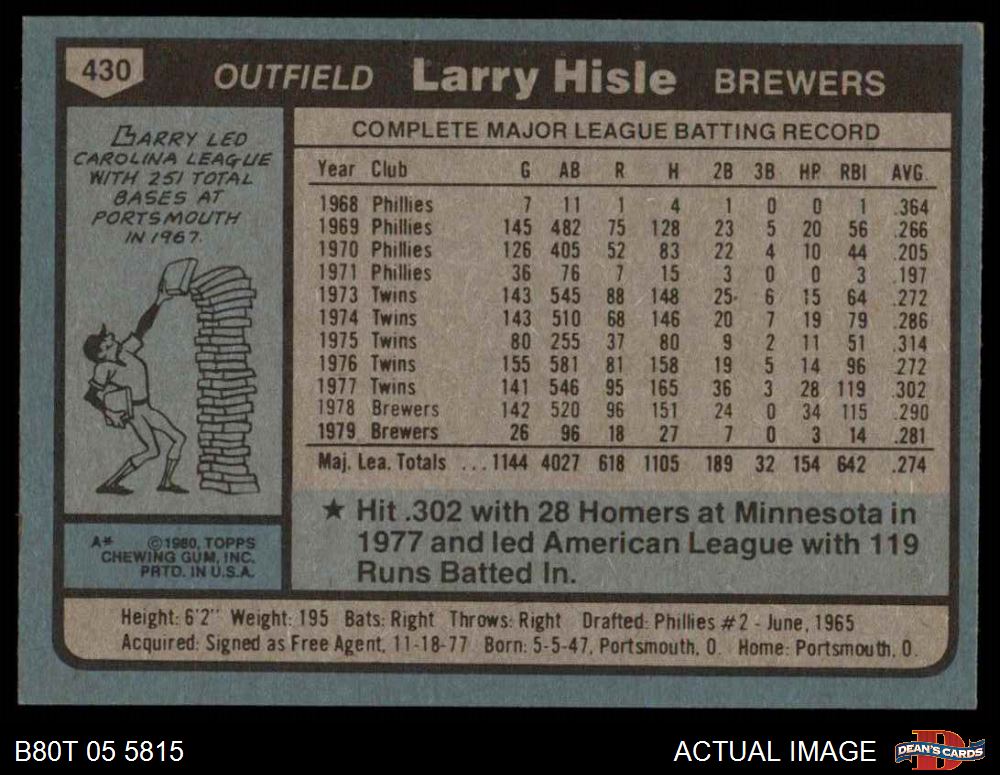 430 OUTFIELD Larry Hisle BREWERS
BARRY LED
CAROLINA LEAGUE
WITH 251 TOTAL
BASES AT
PORTSMOUTH
IN 1967.
COMPLETE MAJOR LEAGUE BATTING RECORD
Year Club G AB R H 2B 3B HR RBI AVG.
1968 Phillies 7 11 1 4 1 0 0 1 .364
1969 Phillies 145 482 75 128 23 5 20 56 .266
1970 Phillies 126 405 52 83 22 4 10 44 .205
1971 Phillies 36 76 7 15 3 0 0 3 .197
1973 Twins 143 545 88 148 25 6 15 64 .272
1974 Twins 143 510 68 146 20 7 19 79 .286
1975 Twins 80 255 37 80 9 2 11 51 .314
1976 Twins 155 581 81 158 19 5 14 96 .272
1977 Twins 141 546 95 165 36 3 28 119 .302
1978 Brewers 142 520 96 151 24 0 34 115 .290
1979 Brewers 26 96 18 27 7 0 3 14 .281
Maj. Lea. Totals ...1144 4027 618 1105 189 32 154 642 .274
★ Hit .302 with 28 Homers at Minnesota in
1977 and led American League with 119
Runs Batted In.
A* ©1980, TOPPS
CHEWING GUM, INC.
PRTD. IN U.S.A.
Height: 6'2" Weight: 195 Bats: Right Throws: Right Drafted: Phillies #2 - June, 1965
Acquired: Signed as Free Agent, 11-18-77 Born: 5-5-47, Portsmouth, O. Home: Portsmouth, O.
B80T 05 5815 ACTUAL IMAGE DEAN'S CARDS